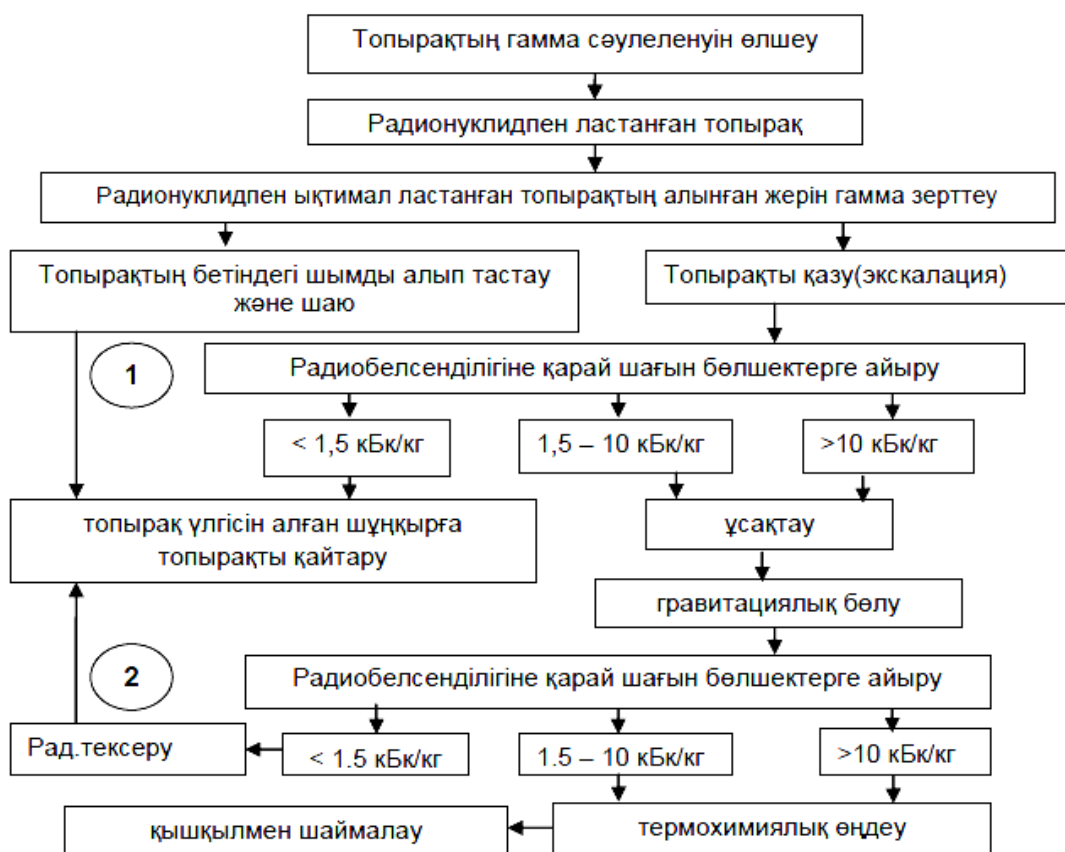 Топырақтың гамма сәулеленуін өлшеу
Радионуклидпен ластанған топырақ
Радионуклидпен ықтимал ластанған топырақтың алынған жерін гамма зерттеу
Топырақтың бетіндегі шымды алып тастау
және шаю
Топырақты қазу(экскалация)
1
Радиобелсенділігіне қарай шағын бөлшектерге айыру
< 1,5 кБк/кг
1,5 – 10 кБк/кг
>10 кБк/кг
топырақ үлгісін алған шұңқырға
топырақты қайтару
ұсақтау
гравитациялық бөлу
2
Радиобелсенділігіне қарай шағын бөлшектерге айыру
Рад.тексеру
< 1.5 кБк/кг
1.5 – 10 кБк/кг
>10 кБк/кг
қышқылмен шаймалау
термохимиялық өңдеу